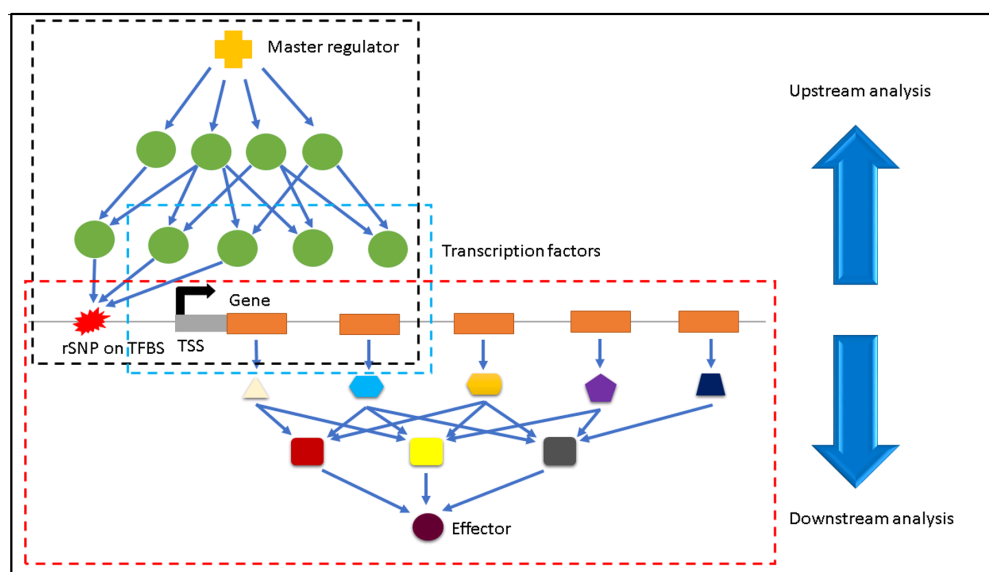 Master regulator
Upstream analysis
Transcription factors
Gene
rSNP on TFBS TSS
Effector
Downstream analysis